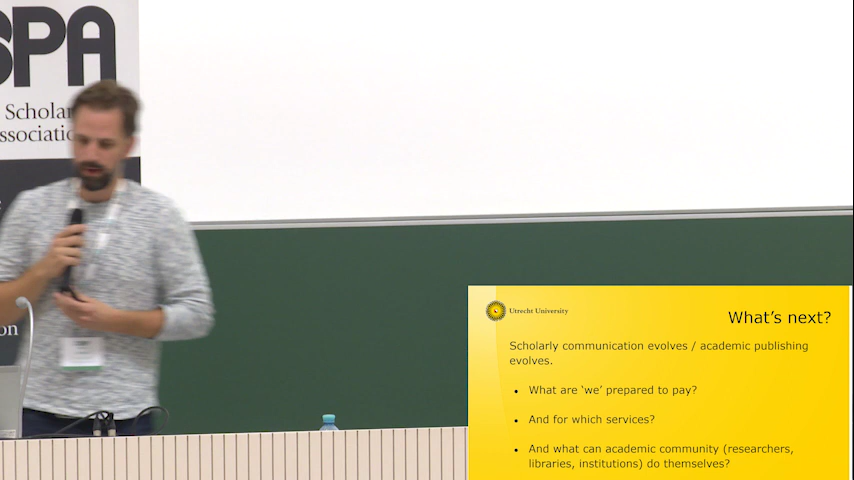 SPA
Scholar
ssociatio
on
Utrecht University
What's next?
Scholarly communication evolves / academic publishing
evolves.
• What are ‘we’ prepared to pay?
• And for which services?
• And what can academic community (researchers,
libraries, institutions) do themselves?